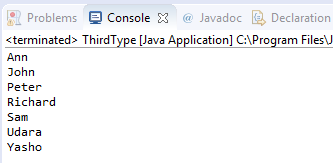 Problems Console Javadoc Declaration
<terminated> ThirdType [Java Application] C:\Program Files\J
Ann
John
Peter
Richard
Sam
Udara
Yasho